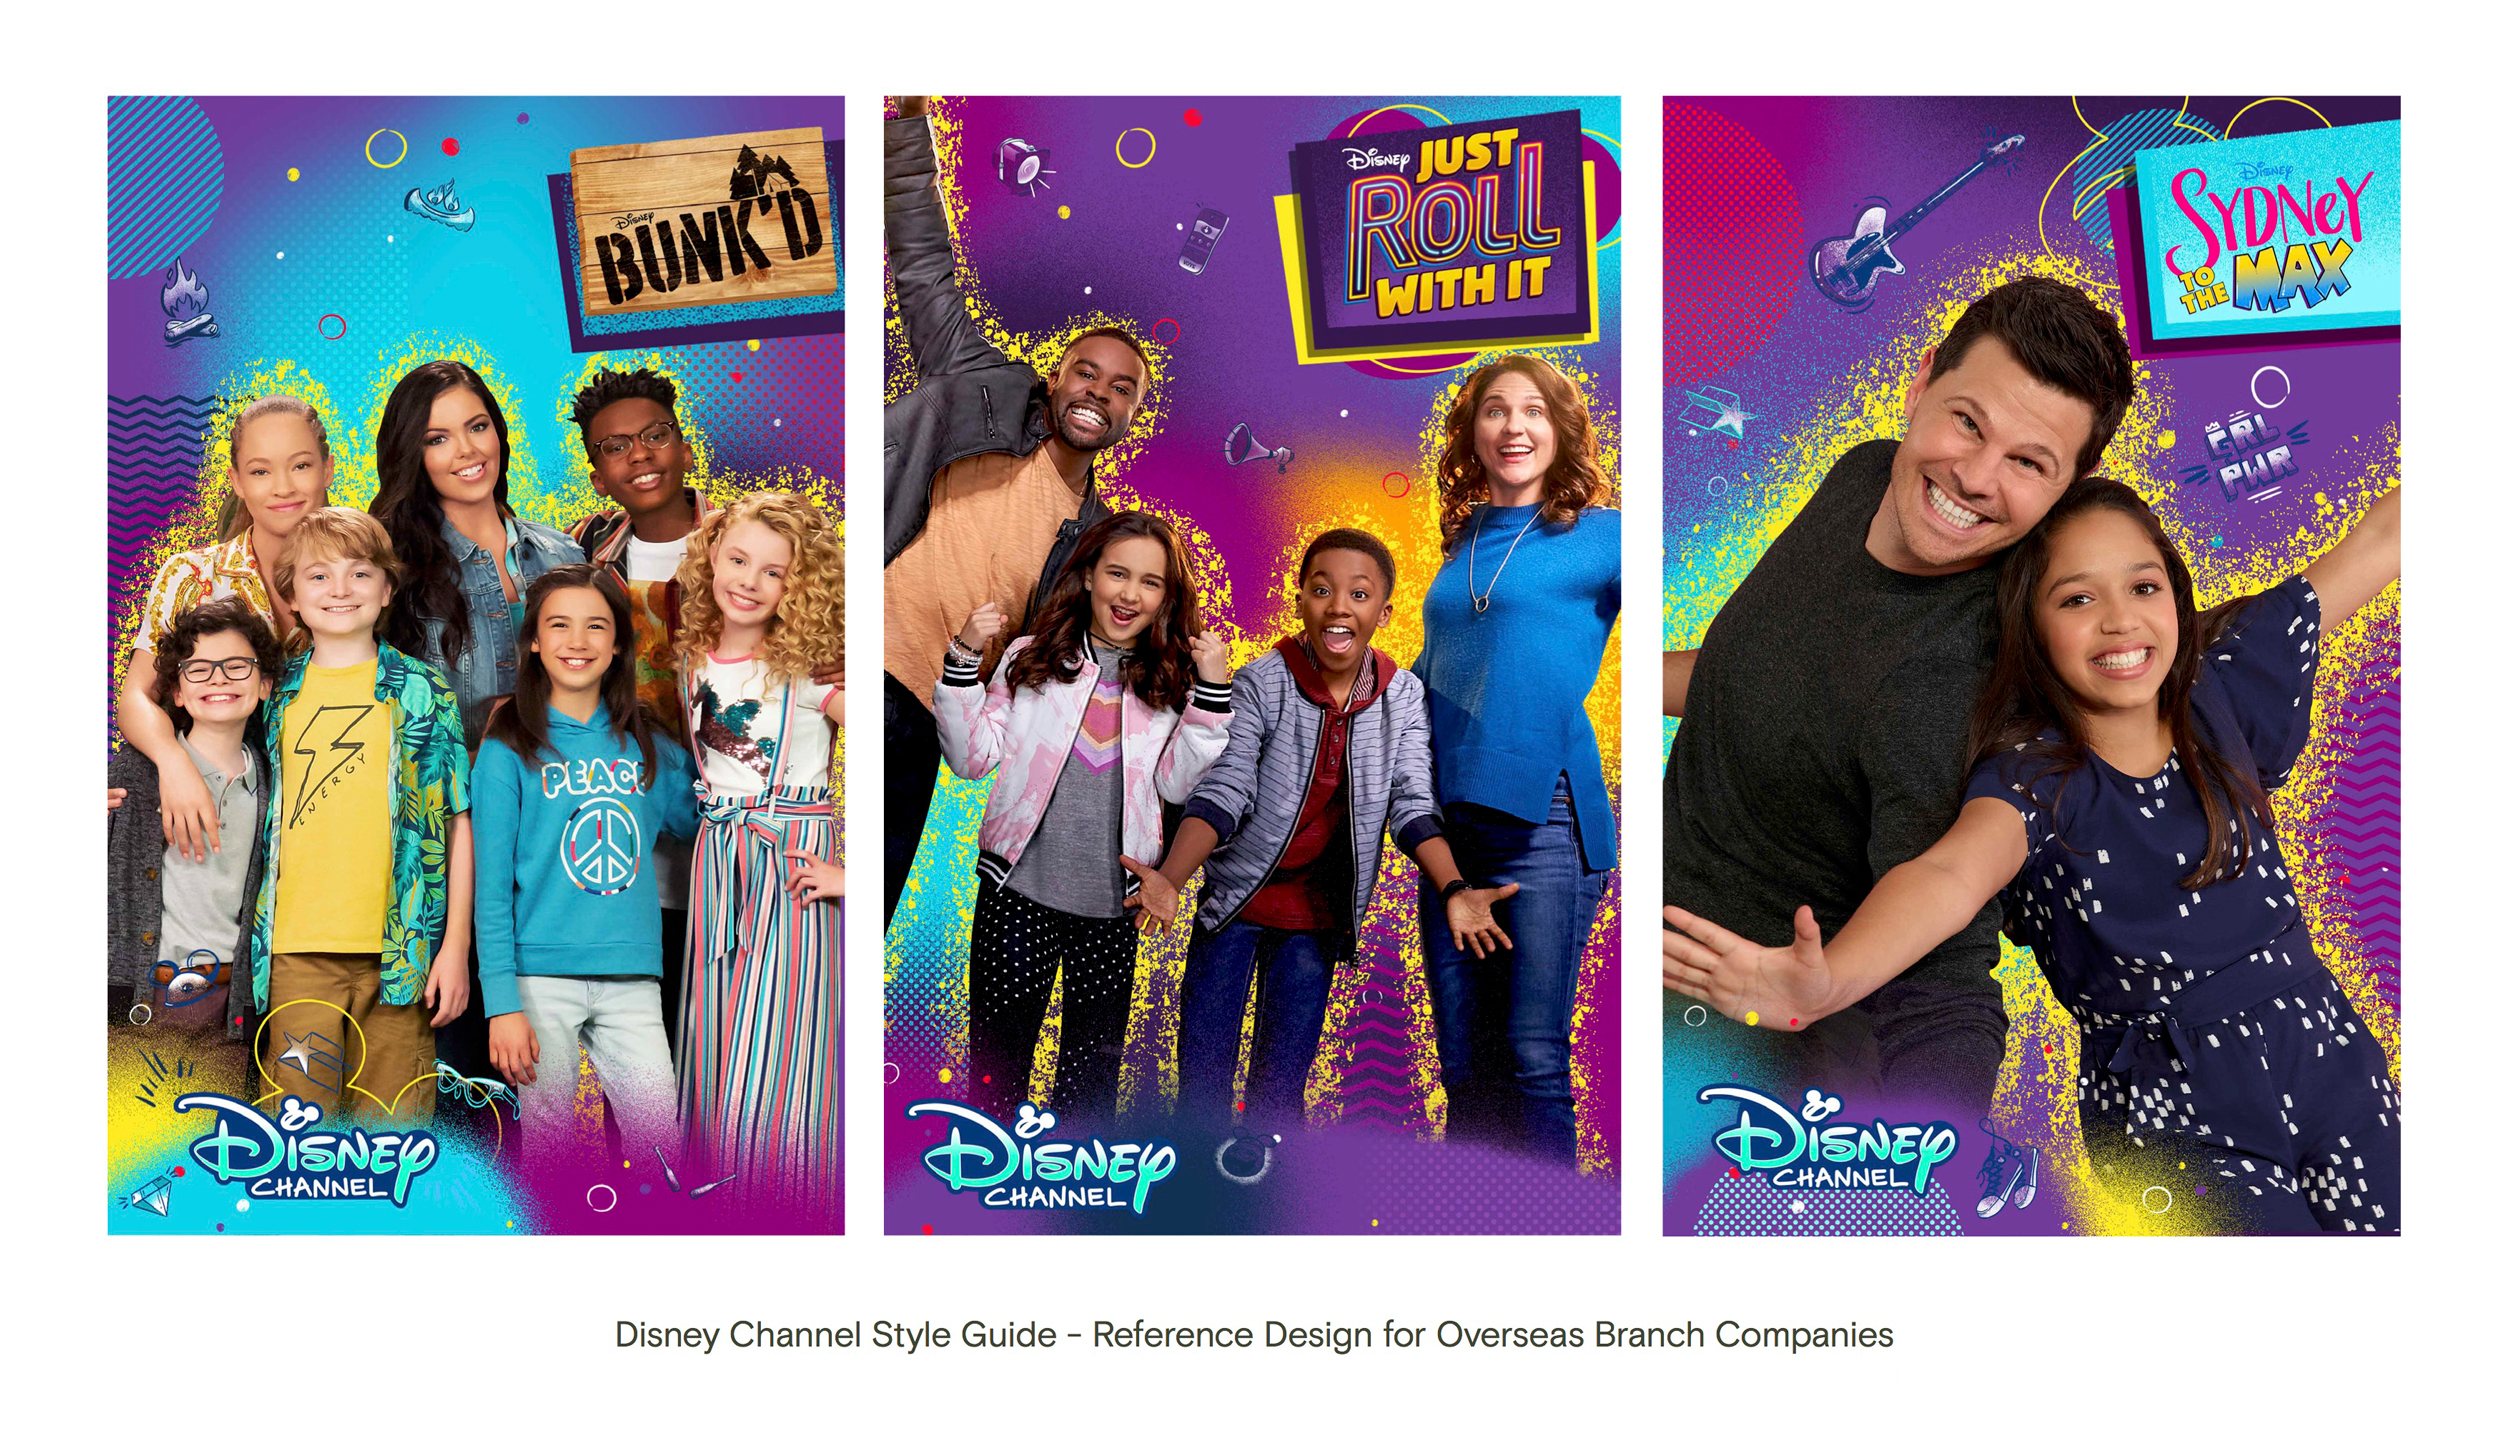 Disney
BUNK'D
ENERGY
PEACE
Disney
CHANNEL
Disney
JUST
ROLL
WITH IT
Disney
CHANNEL
Disney
SYDNEY
TO
THE
MAX
GRL
PWR
Disney
CHANNEL
Disney Channel Style Guide - Reference Design for Overseas Branch Companies